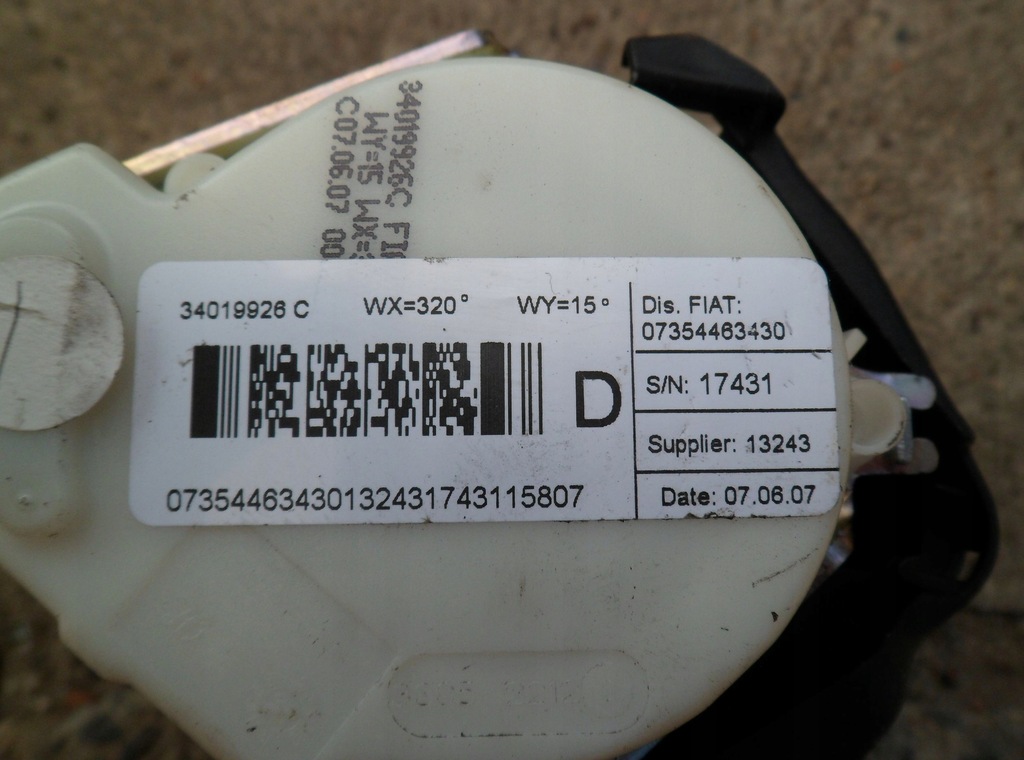 34019926C FI
WY=15 WX=
C07.06.07 00
34019926 C WX=320° WY=15°
D
07354463430132431743115807
Dis. FIAT:
07354463430
S/N: 17431
Supplier: 13243
Date: 07.06.07